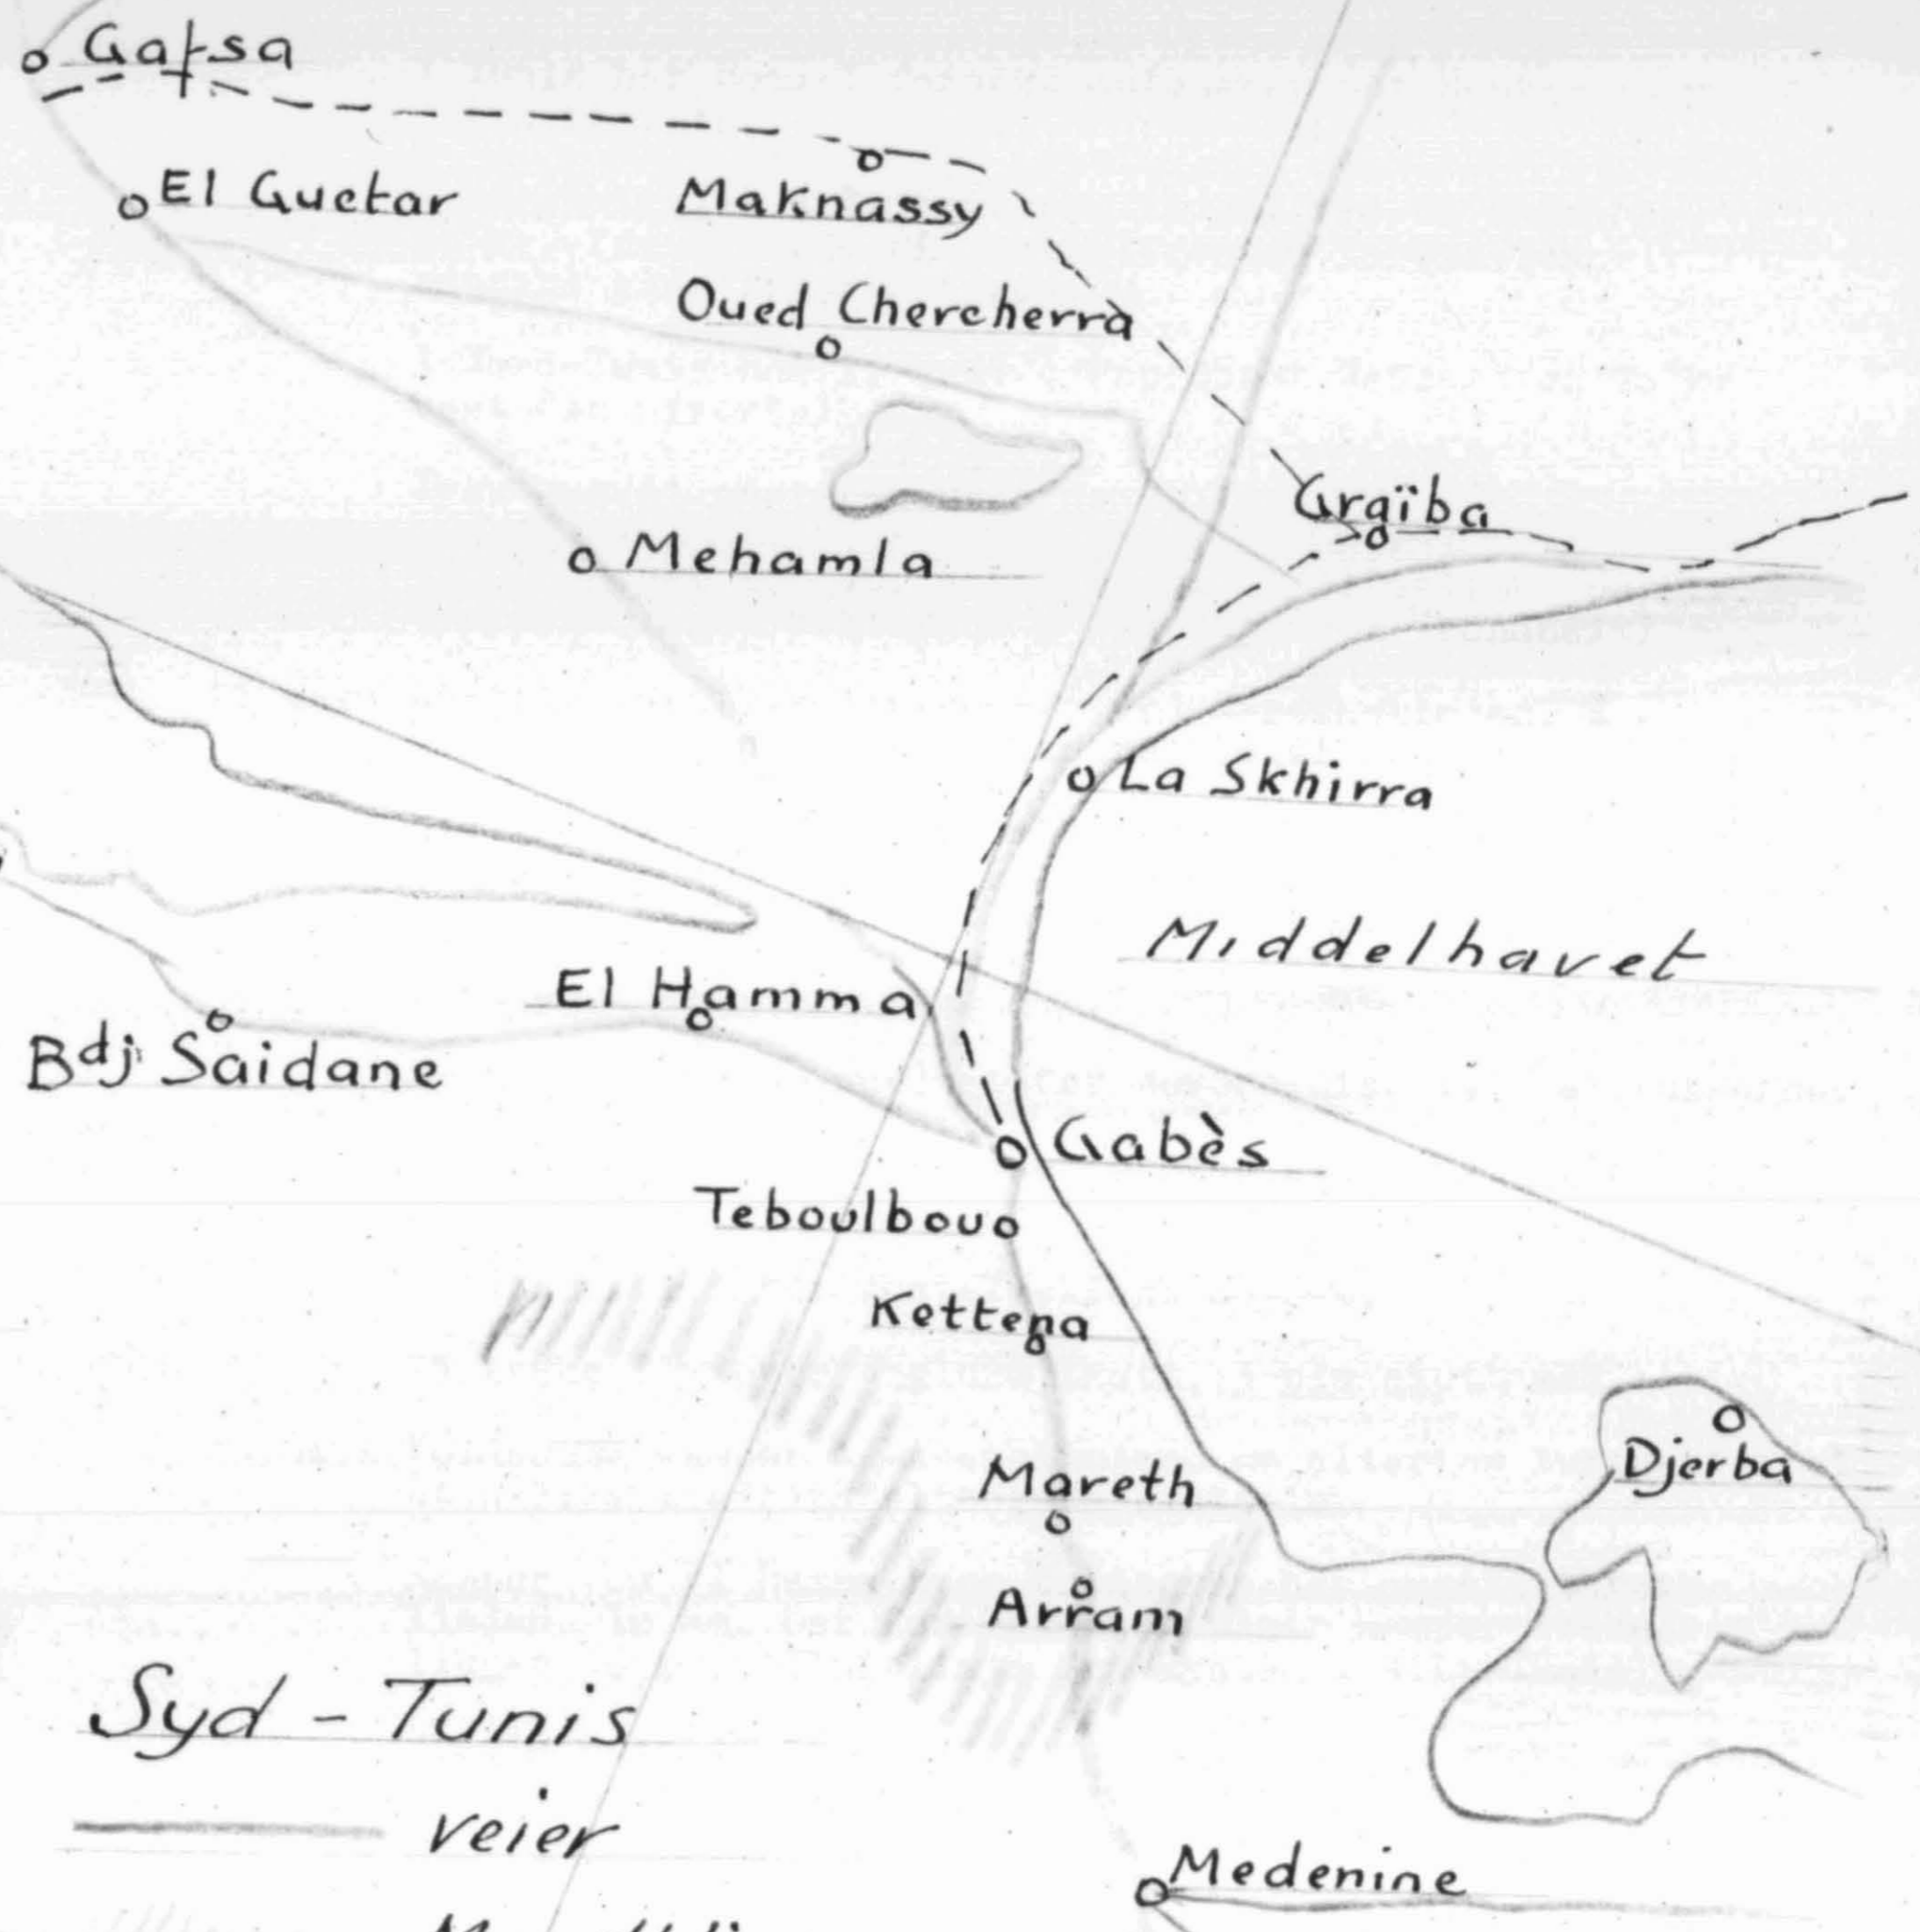 Gafsa
El Guetar
Maknassy
Oued Chercherra
Graïba
Mehamla
La Skhirra
Middelhavet
El Hamma
Bdj Saidane
Gabès
Teboulbou
Kettena
Mareth
Djerba
Arram
Syd - Tunis
veier
Medenine